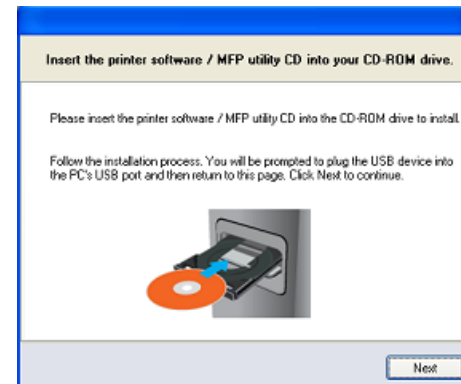 Insert the printer software / MFP utility CD into your CD-ROM drive.
Please insert the printer software / MFP utility CD into the CD-ROM drive to install.
Follow the installation process. You will be prompted to plug the USB device into
the PC's USB port and then return to this page. Click Next to continue.
Next